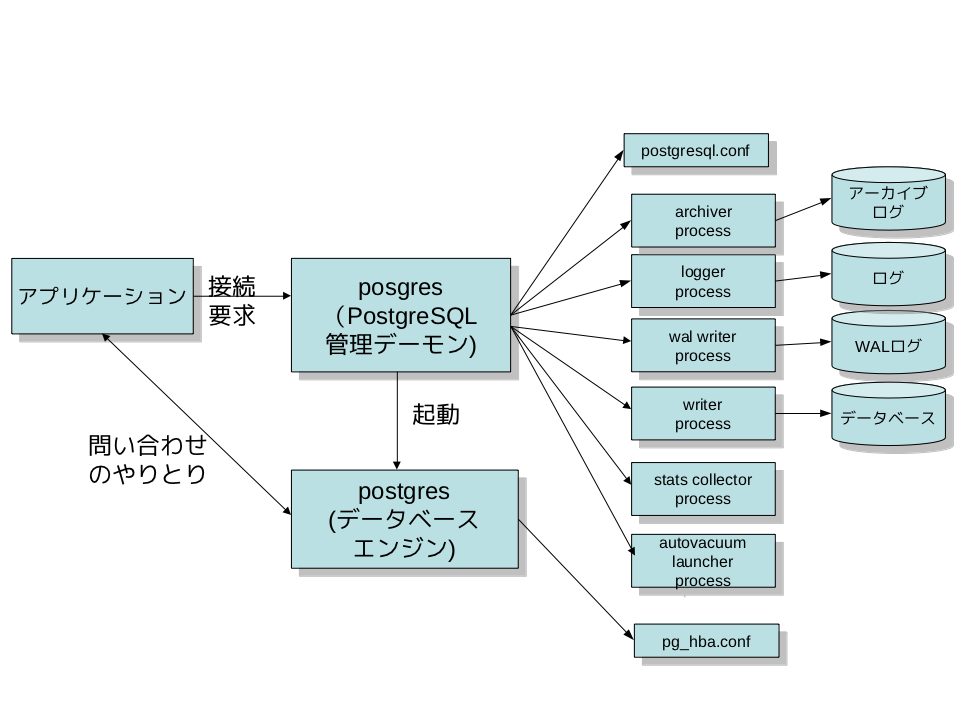 アプリケーション
接続
要求
posgres
（PostgreSQL
管理デーモン)
起動
問い合わせ
のやりとり
postgres
(データベース
エンジン)
postgresql.conf
archiver
process
アーカイブ
ログ
logger
process
ログ
wal writer
process
WALログ
writer
process
データベース
stats collector
process
autovacuum
launcher
process
pg_hba.conf